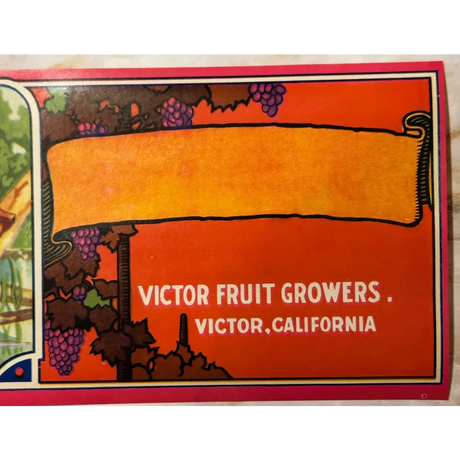 VICTOR FRUIT GROWERS.
VICTOR, CALIFORNIA